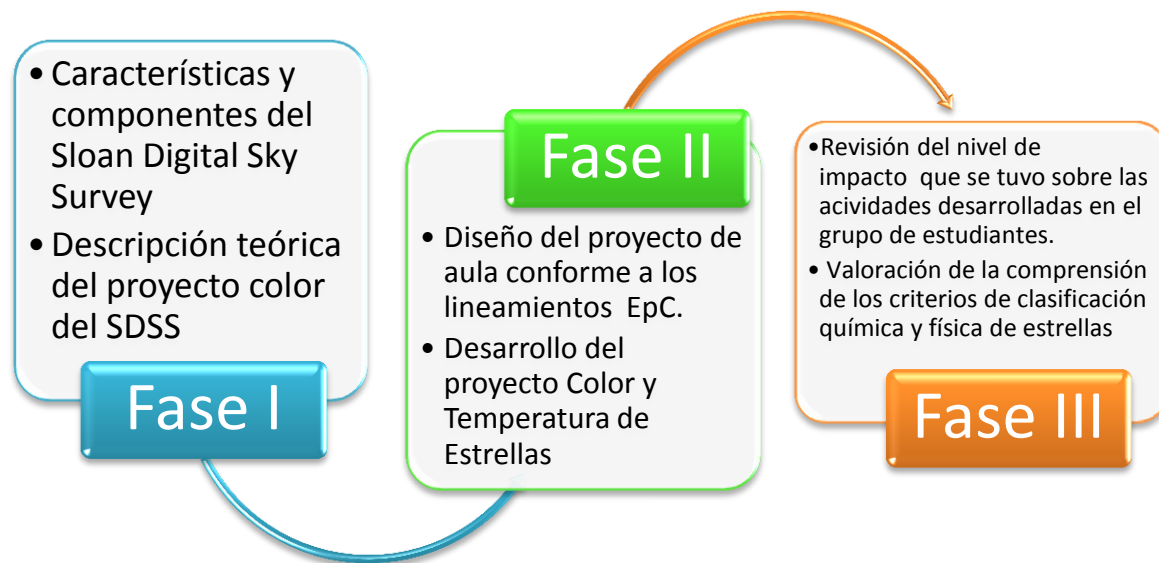 • Características y
componentes del
Sloan Digital Sky
Survey
• Descripción teórica
del proyecto color
del SDSS
Fase I
Fase II
• Diseño del proyecto de
aula conforme a los
lineamientos EpC.
• Desarrollo del
proyecto Color y
Temperatura de
Estrellas
•Revisión del nivel de
impacto que se tuvo sobre las
acividades desarrolladas en el
grupo de estudiantes.
• Valoración de la comprensión
de los criterios de clasificación
química y física de estrellas
Fase III